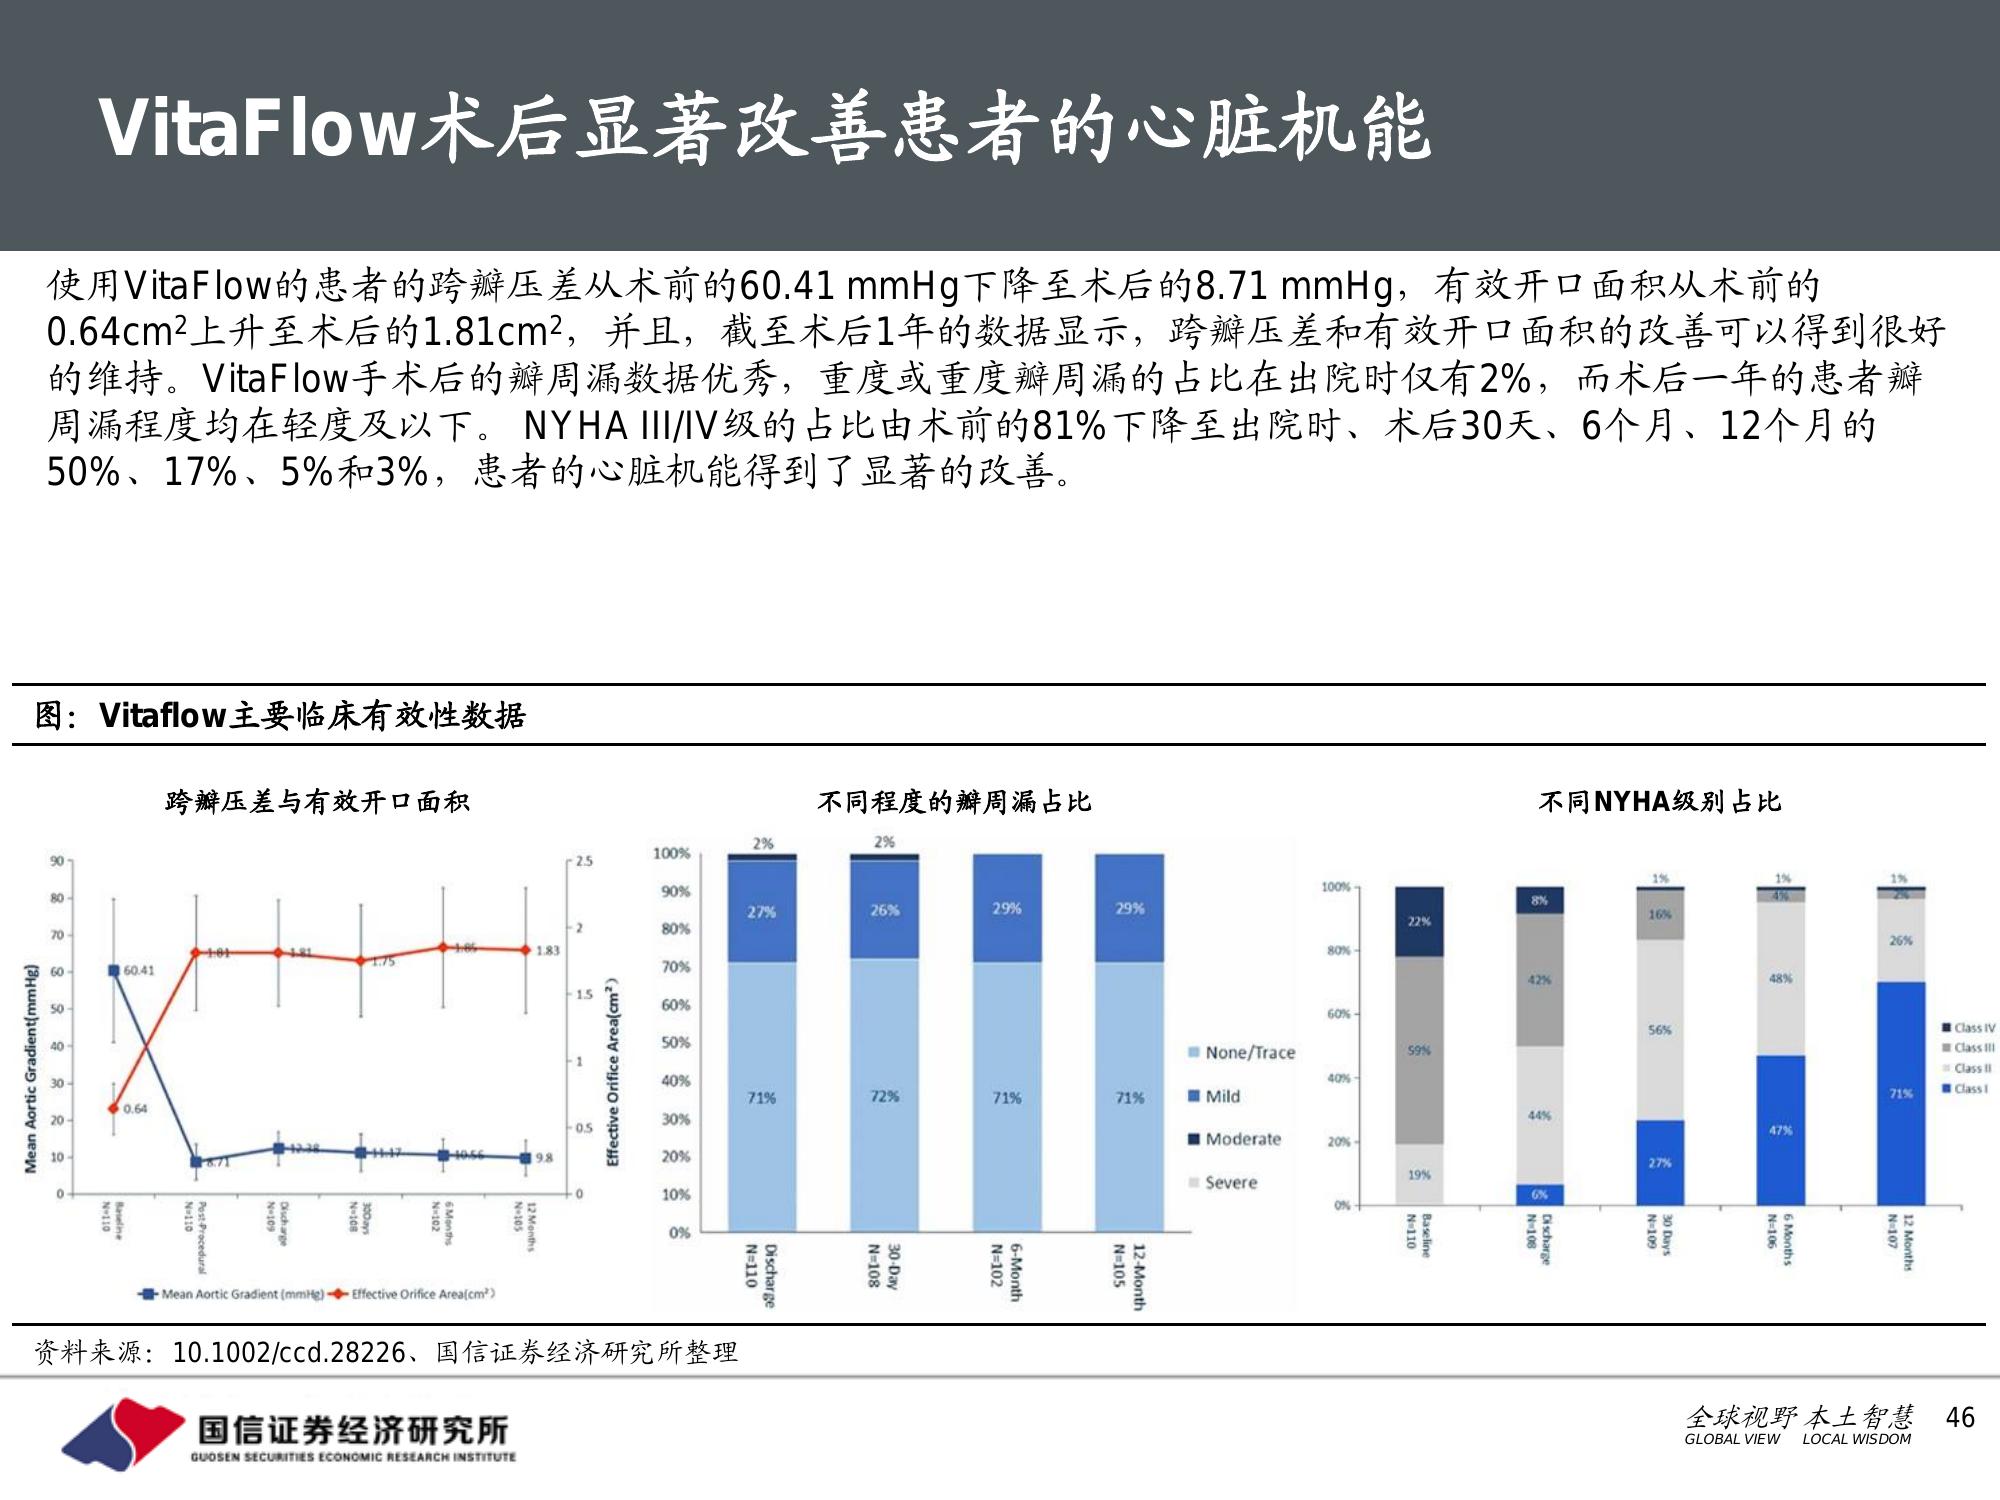 VitaFlow术后显著改善患者的心脏机能
使用VitaFlow的患者的跨瓣压差从术前的60.41 mmHg下降至术后的8.71 mmHg，有效开口面积从术前的
0.64cm²上升至术后的1.81cm²，并且，截至术后1年的数据显示，跨瓣压差和有效开口面积的改善可以得到很好
的维持。VitaFlow手术后的瓣周漏数据优秀，重度或重度瓣周漏的占比在出院时仅有2%，而术后一年的患者瓣
周漏程度均在轻度及以下。 NYHA III/IV级的占比由术前的81%下降至出院时、术后30天、6个月、12个月的
50%、17%、5%和3%，患者的心脏机能得到了显著的改善。
图：Vitaflow主要临床有效性数据
跨瓣压差与有效开口面积
Mean Aortic Gradient(mmHg)
90
80
70
60
50
40
30
20
10
0
2.5
2
1.5
1
0.5
0
Effective Orifice Area(cm²)
60.41
8.71
12.38
11.17
10.56
9.8
0.64
1.81
1.81
1.75
1.85
1.83
Baseline
N=110
Post-Procedural
N=110
Discharge
N=109
30Days
N=108
6 Months
N=102
12 Months
N=105
Mean Aortic Gradient (mmHg)
Effective Orifice Area(cm²)
不同程度的瓣周漏占比
100%
90%
80%
70%
60%
50%
40%
30%
20%
10%
0%
2%
27%
71%
2%
26%
72%
29%
71%
29%
71%
Discharge
N=110
30-Day
N=108
6-Month
N=102
12-Month
N=105
None/Trace
Mild
Moderate
Severe
不同NYHA级别占比
100%
80%
60%
40%
20%
0%
22%
59%
19%
8%
42%
44%
6%
1%
16%
56%
27%
1%
4%
48%
47%
1%
2%
26%
71%
Baseline
N=110
Discharge
N=108
30 Days
N=109
6 Months
N=106
12 Months
N=107
Class IV
Class III
Class II
Class I
资料来源：10.1002/ccd.28226、国信证券经济研究所整理
国信证券经济研究所
GUOSEN SECURITIES ECONOMIC RESEARCH INSTITUTE
全球视野 本土智慧
GLOBAL VIEW LOCAL WISDOM
46